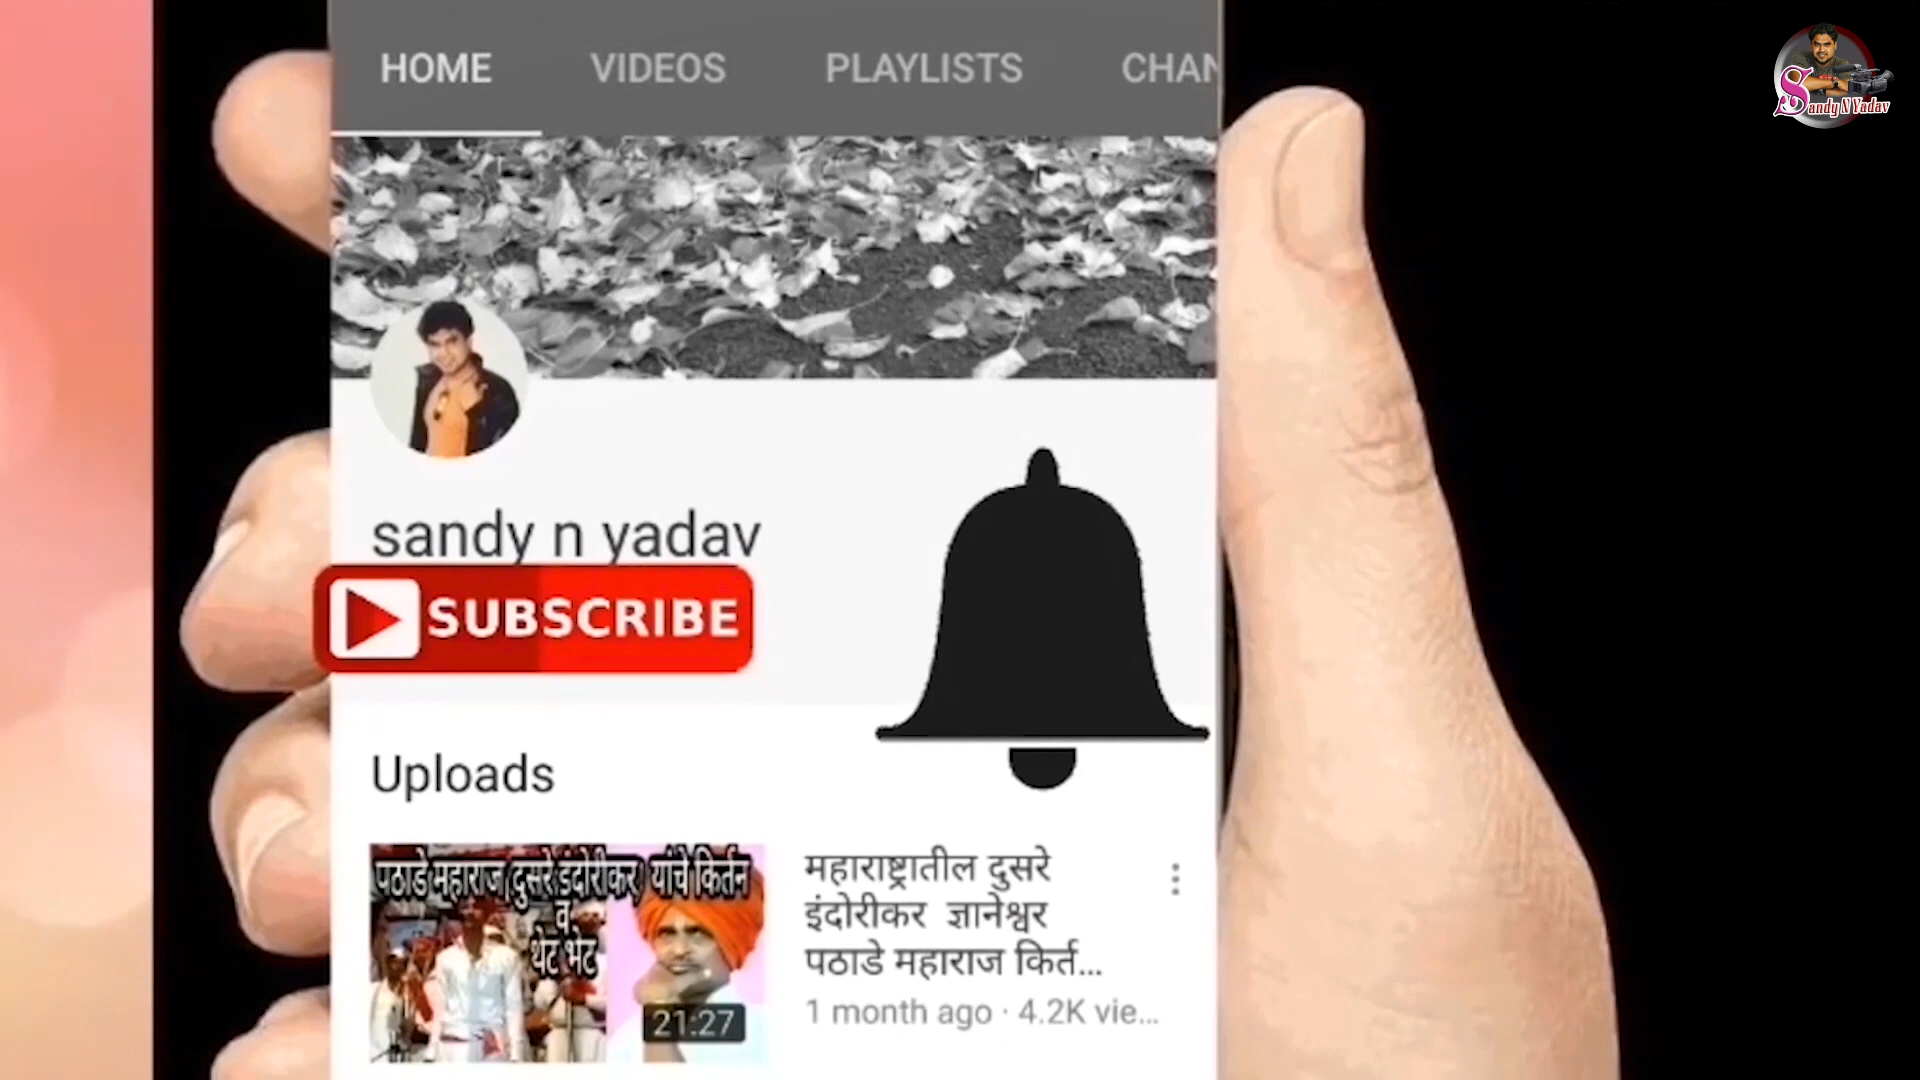 HOME VIDEOS PLAYLISTS CHAN
Sandy N Yadav
sandy n yadav
SUBSCRIBE
Uploads
पठाडे महाराज (दुसरे इंदोरीकर) यांचे किर्तन
व
थेट भेट
21:27
महाराष्ट्रातील दुसरे
इंदोरीकर ज्ञानेश्वर
पठाडे महाराज किर्त...
1 month ago · 4.2K vie...